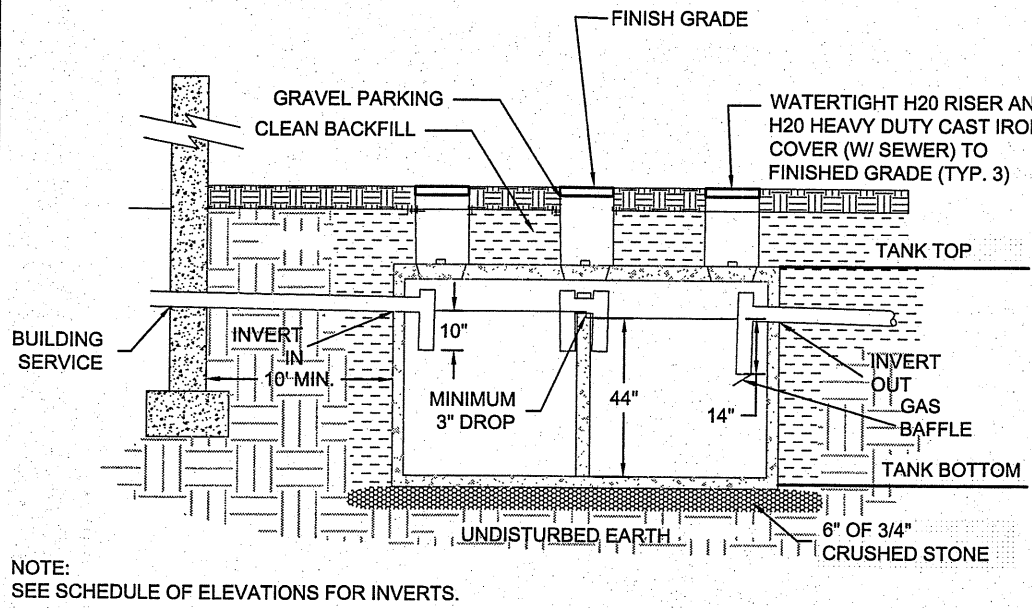 FINISH GRADE
GRAVEL PARKING
CLEAN BACKFILL
WATERTIGHT H20 RISER AN
H20 HEAVY DUTY CAST IRO
COVER (W/ SEWER) TO
FINISHED GRADE (TYP. 3)
TANK TOP
BUILDING
SERVICE
INVERT
IN
10' MIN.
10"
MINIMUM
3" DROP
44"
14"
INVERT
OUT
GAS
BAFFLE
TANK BOTTOM
UNDISTURBED EARTH
6" OF 3/4"
CRUSHED STONE
NOTE:
SEE SCHEDULE OF ELEVATIONS FOR INVERTS.